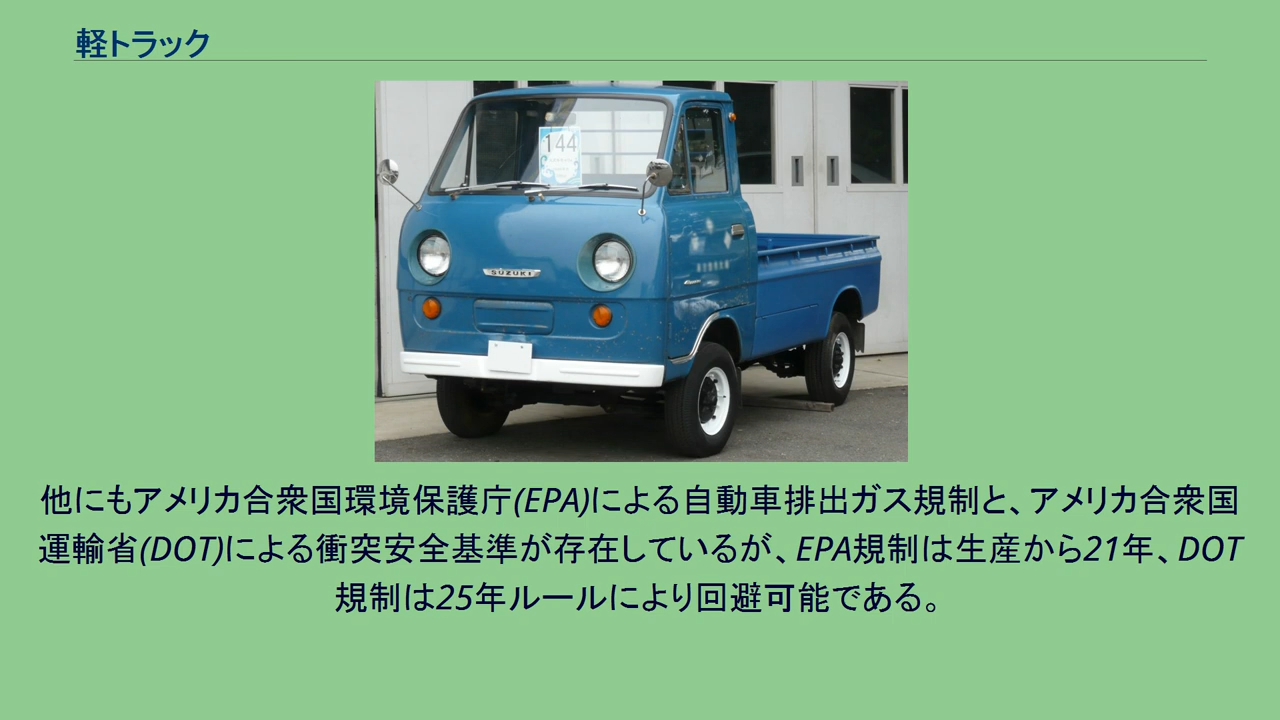 軽トラック
144
SUZUKI
他にもアメリカ合衆国環境保護庁(EPA)による自動車排出ガス規制と、アメリカ合衆国
運輸省(DOT)による衝突安全基準が存在しているが、EPA規制は生産から21年、DOT
規制は25年ルールにより回避可能である。